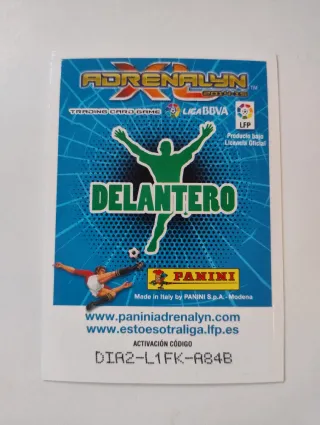 ADRENALYN
XL
TM
TRADING CARD GAME LIGA BBVA
LFP
Producto bajo
Licencia Oficial
DELANTERO
PANINI
Made in Italy by PANINI S.p.A. - Modena
www.paniniadrenalyn.com
www.estoesotraliga.lfp.es
ACTIVACIÓN CÓDIGO
DIA2-L1FK-A84B